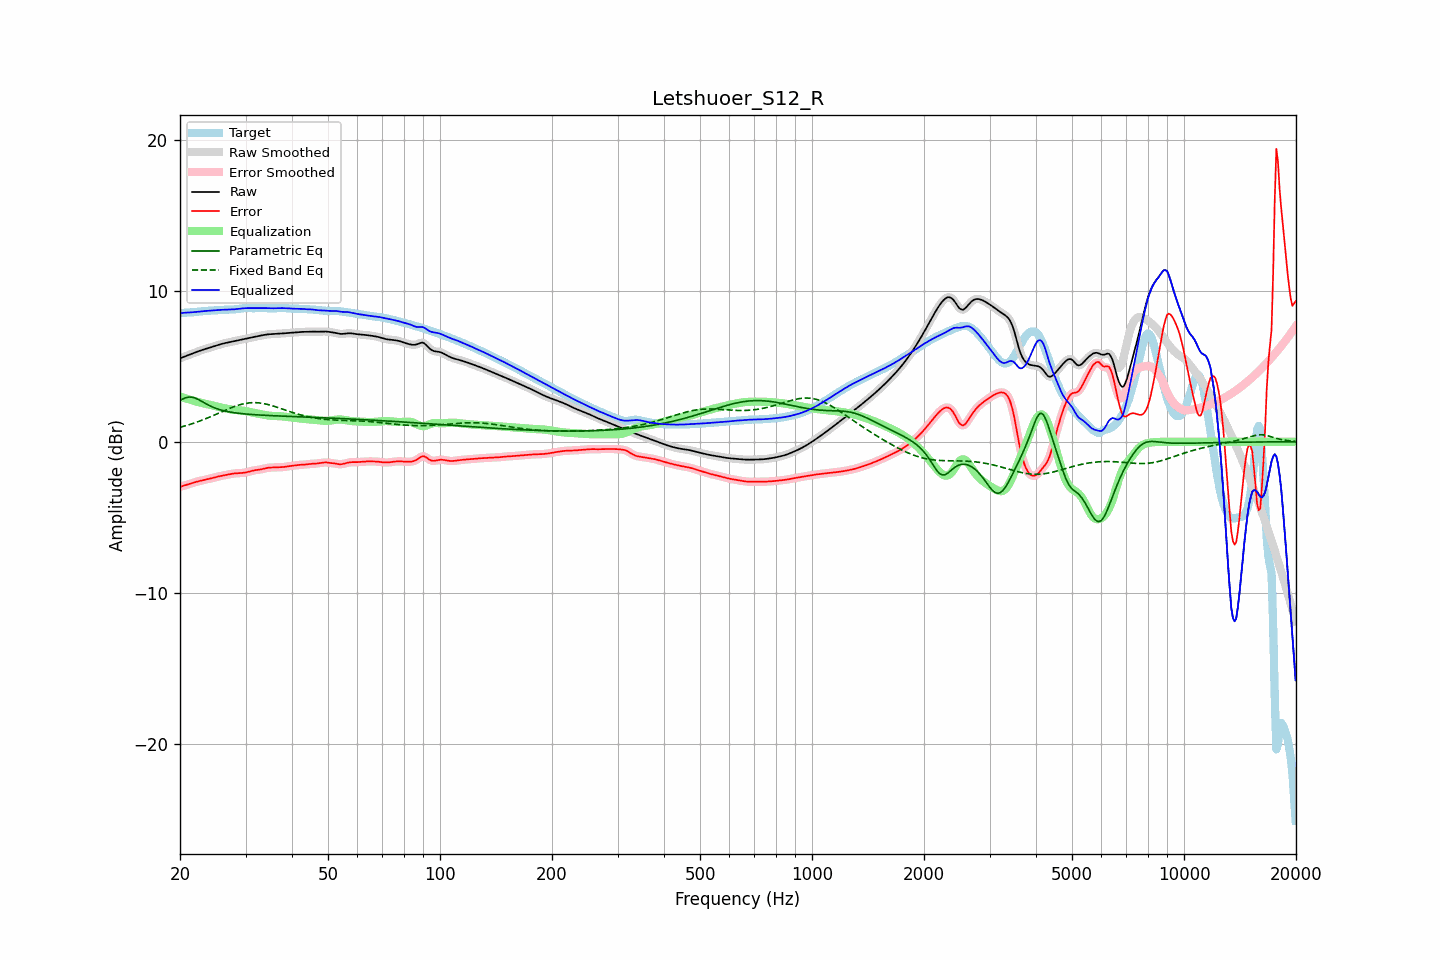 Letshuoer_S12_R
Target
Raw Smoothed
Error Smoothed
Raw
Error
Equalization
Parametric Eq
Fixed Band Eq
Equalized
Amplitude (dBr)
20
10
0
−10
−20
20 50 100 200 500 1000 2000 5000 10000 20000
Frequency (Hz)